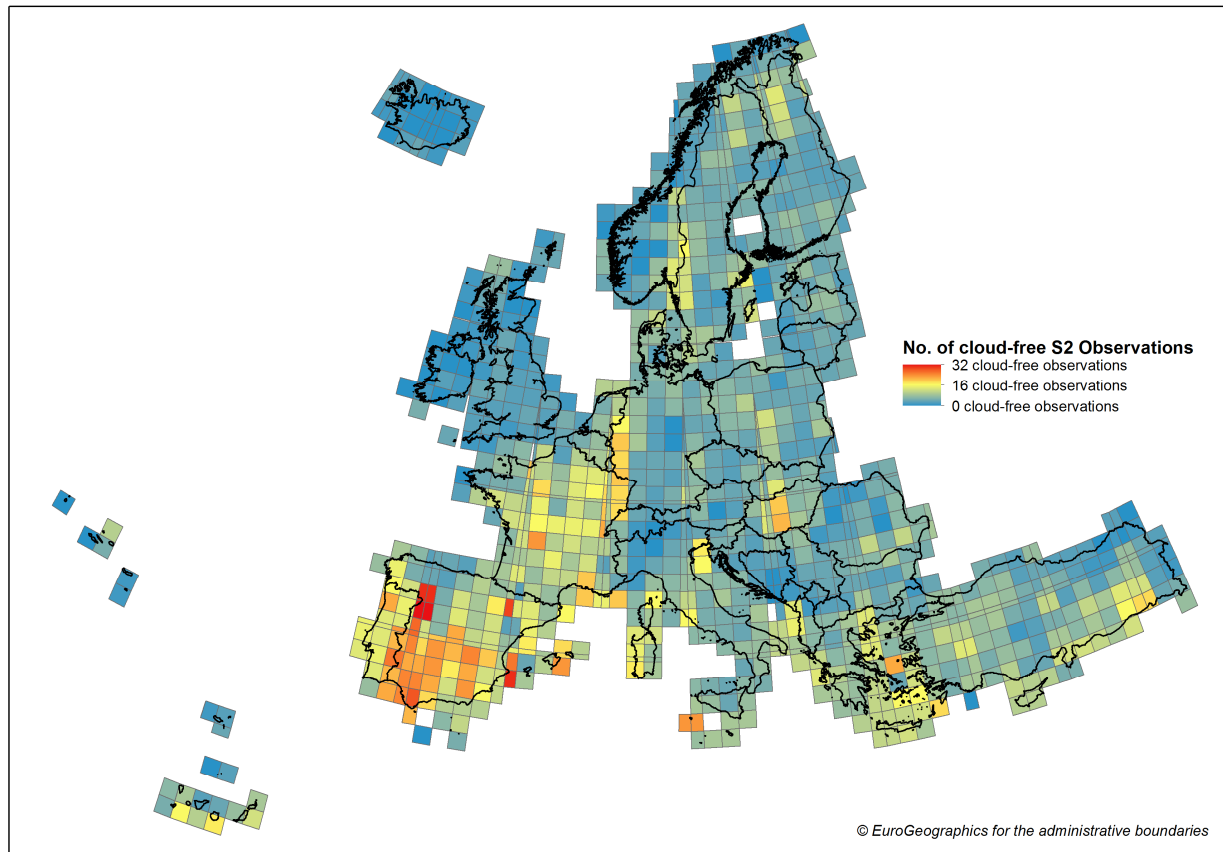 No. of cloud-free S2 Observations
32 cloud-free observations
16 cloud-free observations
0 cloud-free observations
© EuroGeographics for the administrative boundaries